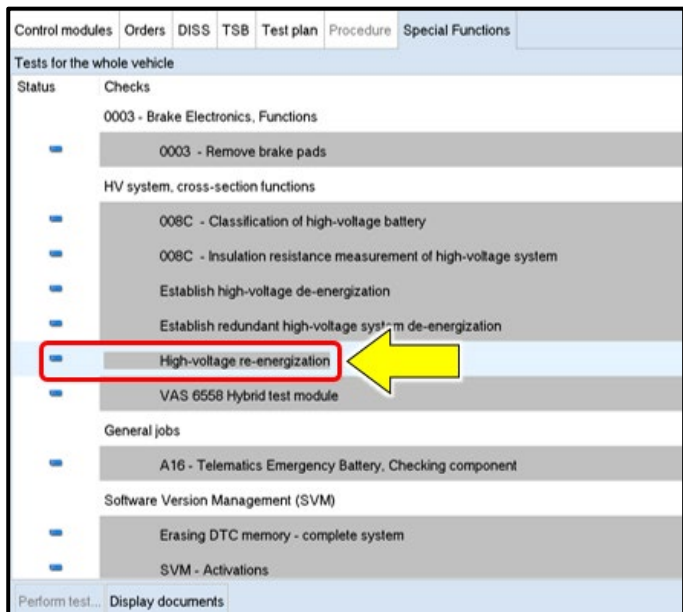 Control modules Orders DISS TSB Test plan Procedure Special Functions
Tests for the whole vehicle
Status Checks
0003 - Brake Electronics, Functions
0003 - Remove brake pads
HV system, cross-section functions
008C - Classification of high-voltage battery
008C - Insulation resistance measurement of high-voltage system
Establish high-voltage de-energization
Establish redundant high-voltage system de-energization
High-voltage re-energization
VAS 6558 Hybrid test module
General jobs
A16 - Telematics Emergency Battery, Checking component
Software Version Management (SVM)
Erasing DTC memory - complete system
SVM - Activations
Perform test... Display documents